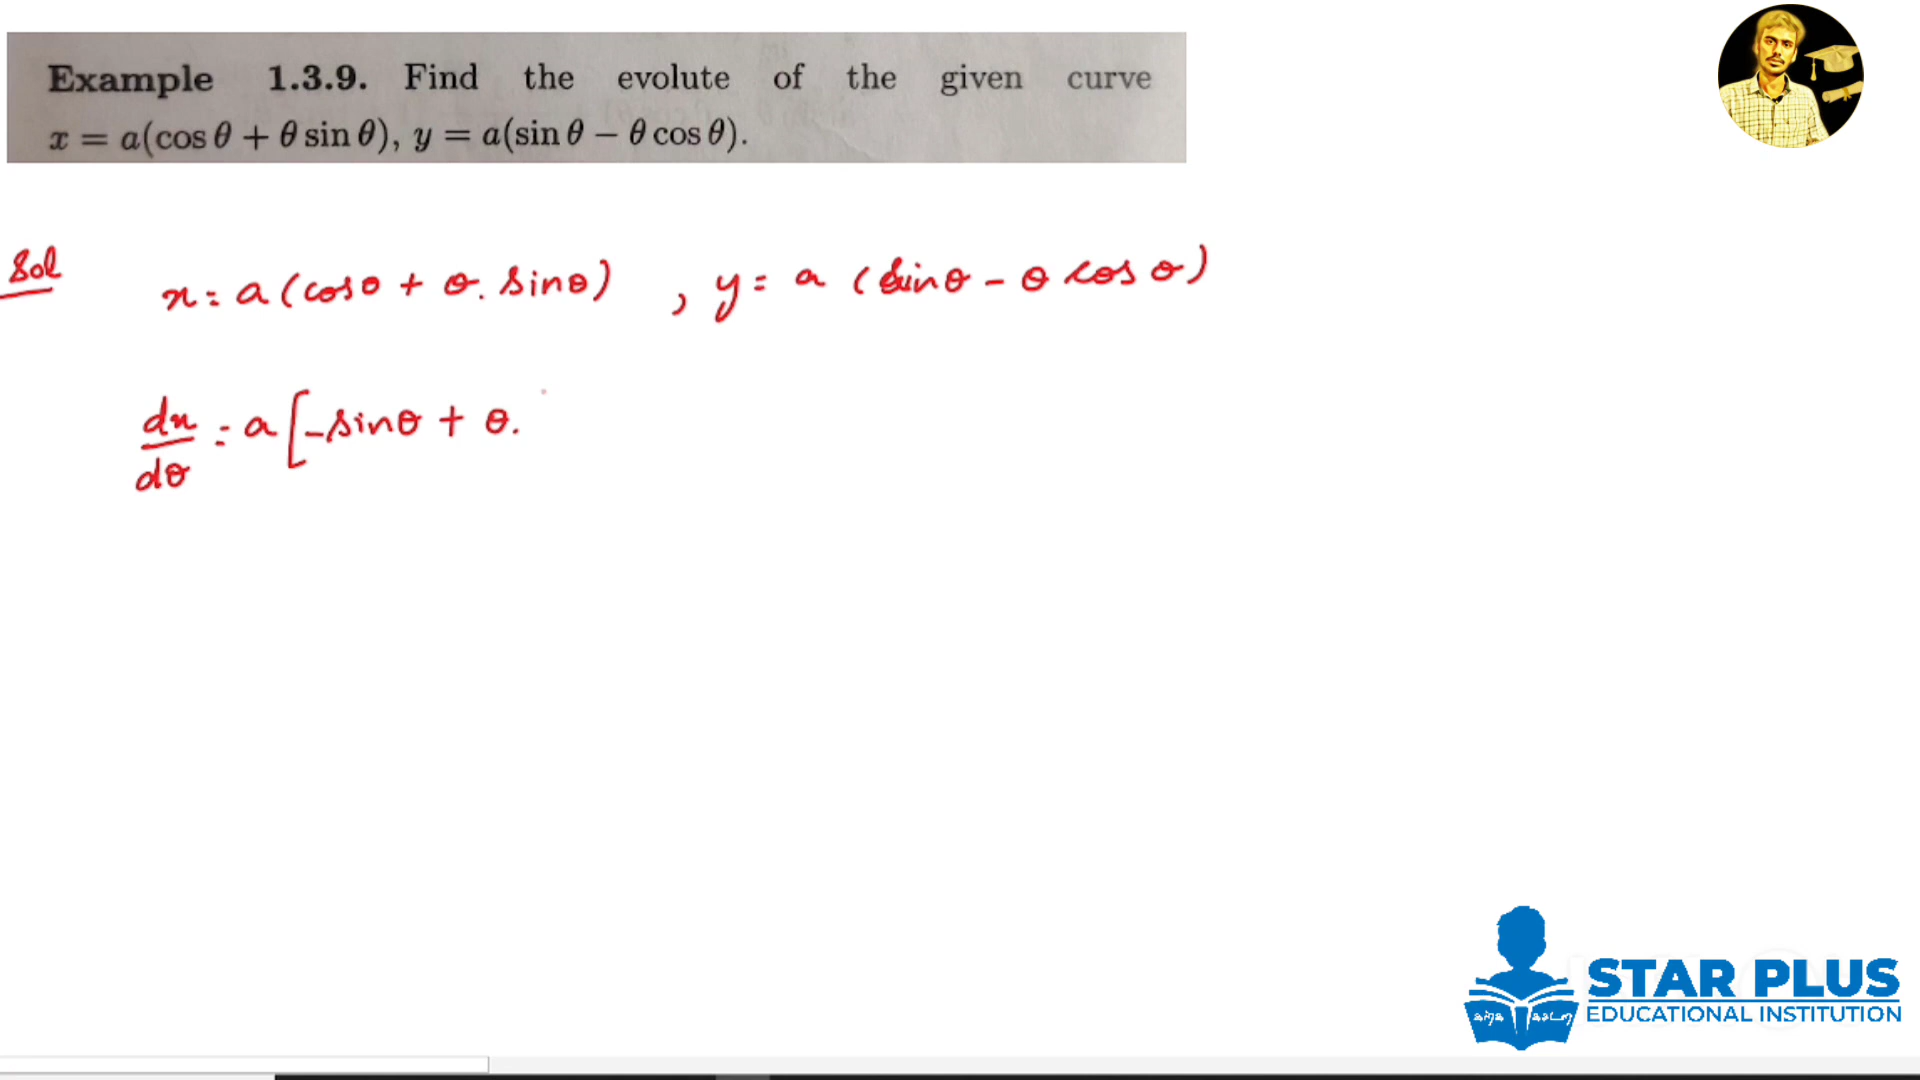 Example 1.3.9. Find the evolute of the given curve
x = a(cos θ + θ sin θ), y = a(sin θ − θ cos θ).
Sol
x = a(cosθ + θ. sinθ) , y = a (sinθ - θ cos θ)
dx/dθ = a[-sinθ + θ.
STAR PLUS
EDUCATIONAL INSTITUTION